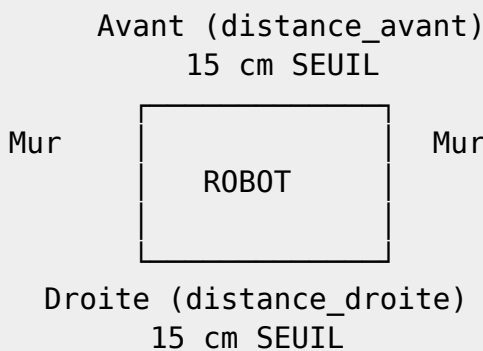 Avant (distance_avant)
15 cm SEUIL
Mur Mur
ROBOT
Droite (distance_droite)
15 cm SEUIL